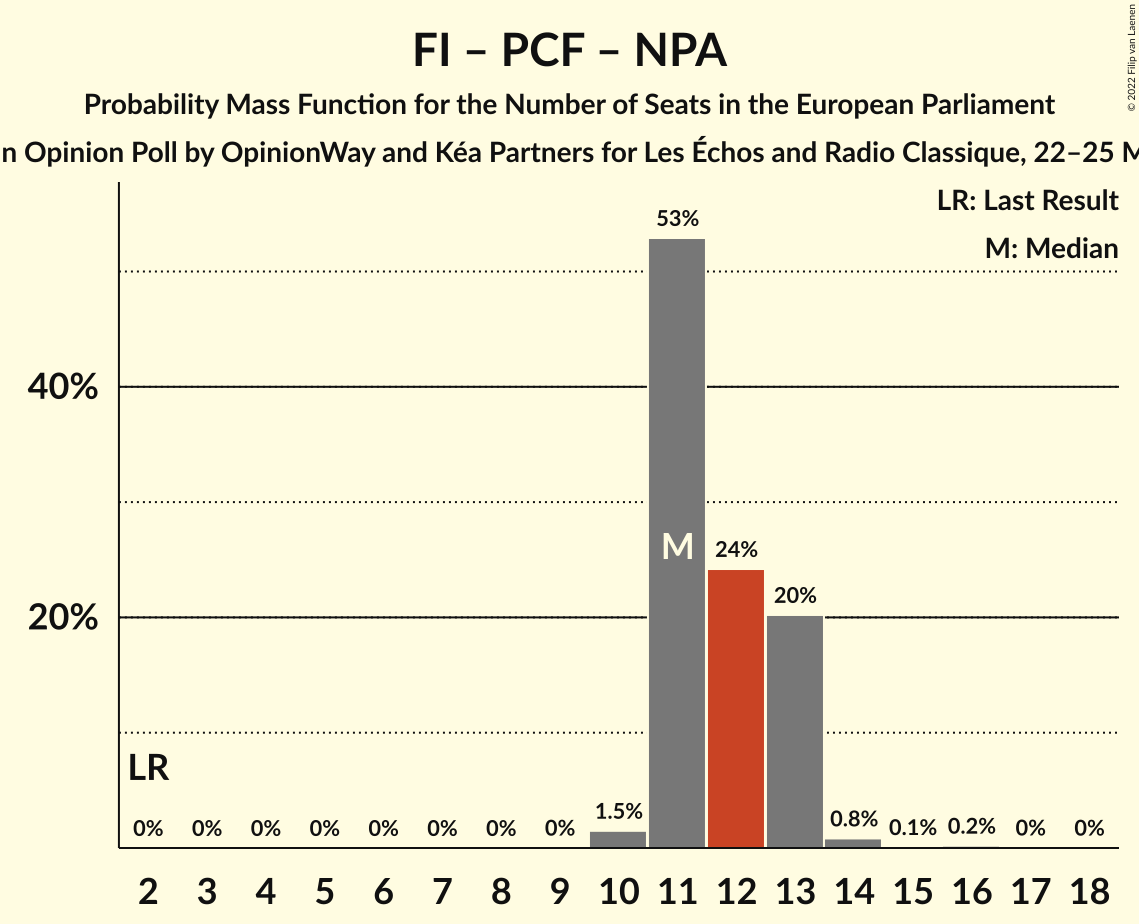 FI – PCF – NPA
Probability Mass Function for the Number of Seats in the European Parliament
n Opinion Poll by OpinionWay and Kéa Partners for Les Échos and Radio Classique, 22–25 M
© 2022 Filip van Laenen
LR: Last Result
M: Median
53%
40%
M
24%
20%
20%
LR
0% 0% 0% 0% 0% 0% 0% 0% 1.5% 0.8% 0.1% 0.2% 0% 0%
2 3 4 5 6 7 8 9 10 11 12 13 14 15 16 17 18